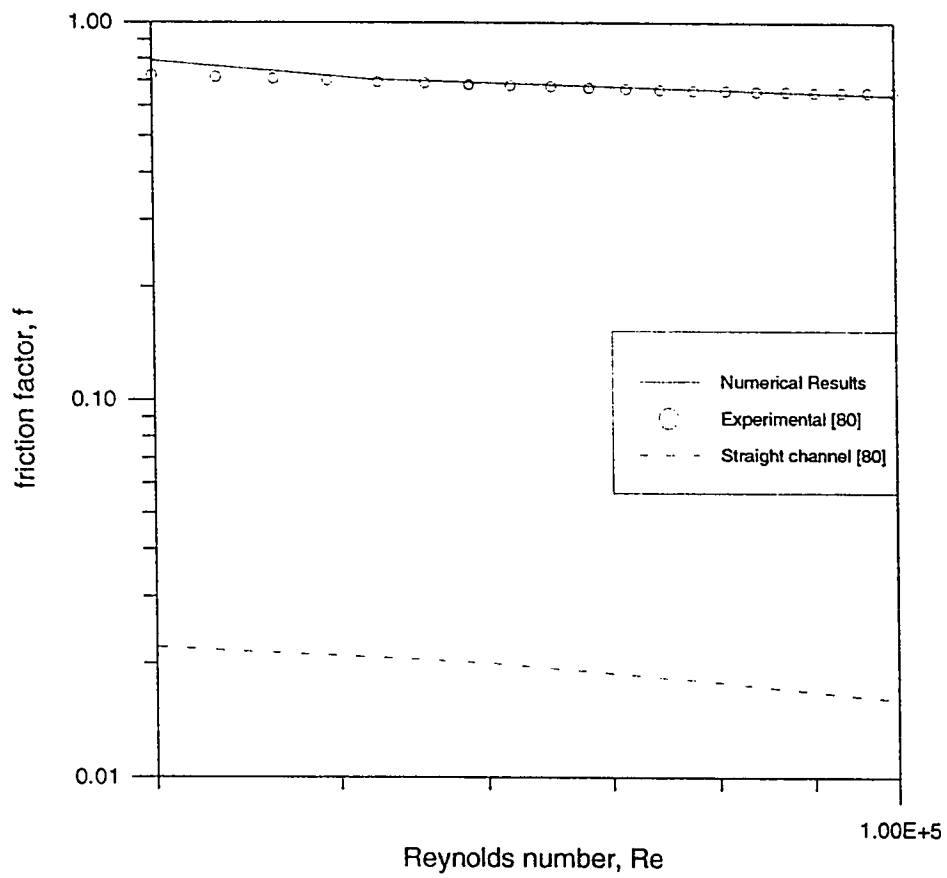 1.00
0.10
0.01
friction factor, f
Numerical Results
Experimental [80]
Straight channel [80]
1.00E+5
Reynolds number, Re